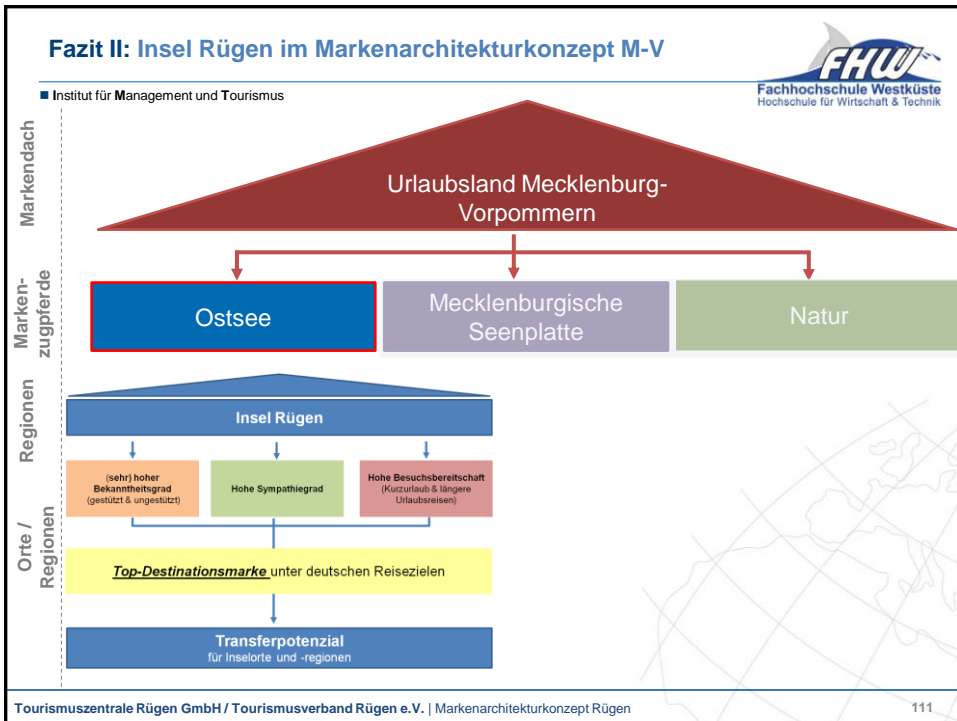 Fazit II: Insel Rügen im Markenarchitekturkonzept M-V
FHW
Fachhochschule Westküste
Hochschule für Wirtschaft & Technik
Institut für Management und Tourismus
Markendach
Urlaubsland Mecklenburg-
Vorpommern
Marken-
zugpferde
Ostsee
Mecklenburgische
Seenplatte
Natur
Regionen
Insel Rügen
(sehr) hoher
Bekanntheitsgrad
(gestützt & ungestützt)
Hohe Sympathiegrad
Hohe Besuchsbereitschaft
(Kurzurlaub & längere
Urlaubsreisen)
Orte /
Regionen
Top-Destinationsmarke unter deutschen Reisezielen
Transferpotenzial
für Inselorte und -regionen
Tourismuszentrale Rügen GmbH / Tourismusverband Rügen e.V. | Markenarchitekturkonzept Rügen
111